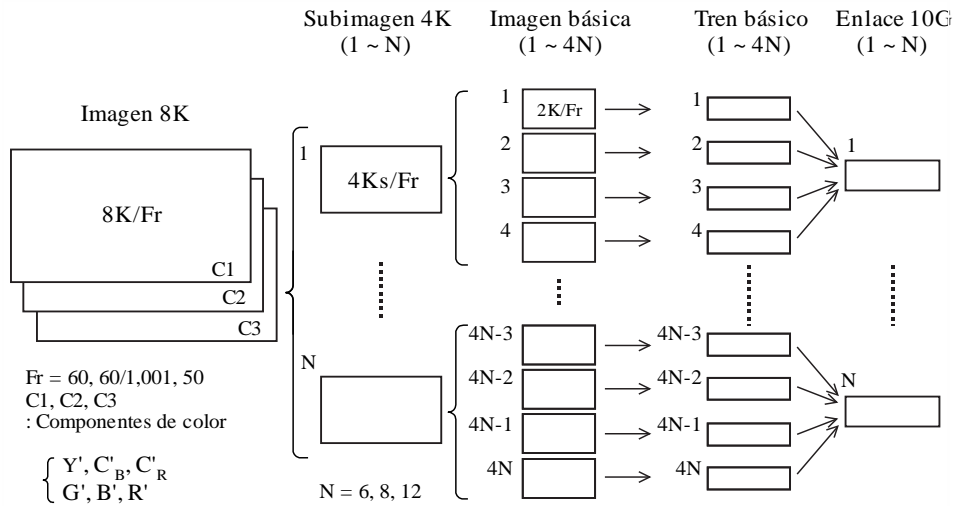 Subimagen 4K
(1 ~ N)
Imagen básica
(1 ~ 4N)
Tren básico
(1 ~ 4N)
Enlace 10G
(1 ~ N)
Imagen 8K
8K/Fr
C1
C2
C3
Fr = 60, 60/1,001, 50
C1, C2, C3
: Componentes de color
Y', C'B, C'R
G', B', R'
1
4Ks/Fr
N
N = 6, 8, 12
1
2K/Fr
2
3
4
4N-3
4N-2
4N-1
4N
1
2
3
4
4N-3
4N-2
4N-1
4N
1
N